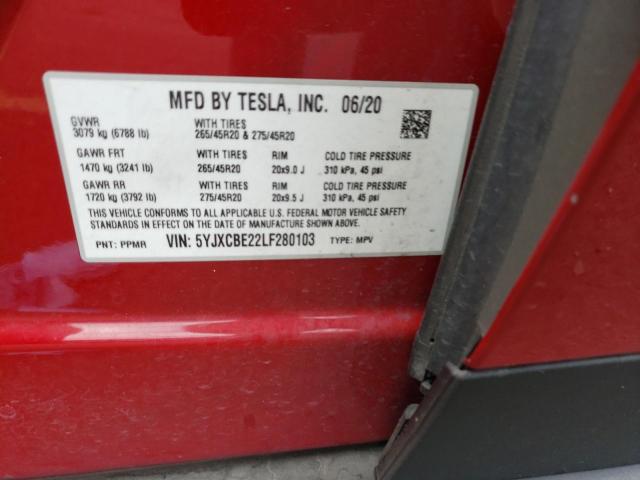 MFD BY TESLA, INC. 06/20
GVWR WITH TIRES
3079 kg (6788 lb) 265/45R20 & 275/45R20
GAWR FRT WITH TIRES RIM COLD TIRE PRESSURE
1470 kg (3241 lb) 265/45R20 20x9.0 J 310 kPa, 45 psi
GAWR RR WITH TIRES RIM COLD TIRE PRESSURE
1720 kg (3792 lb) 275/45R20 20x9.5 J 310 kPa, 45 psi
THIS VEHICLE CONFORMS TO ALL APPLICABLE U.S. FEDERAL MOTOR VEHICLE SAFETY
STANDARDS IN EFFECT ON THE DATE OF MANUFACTURE SHOWN ABOVE.
PNT: PPMR VIN: 5YJXCBE22LF280103 TYPE: MPV